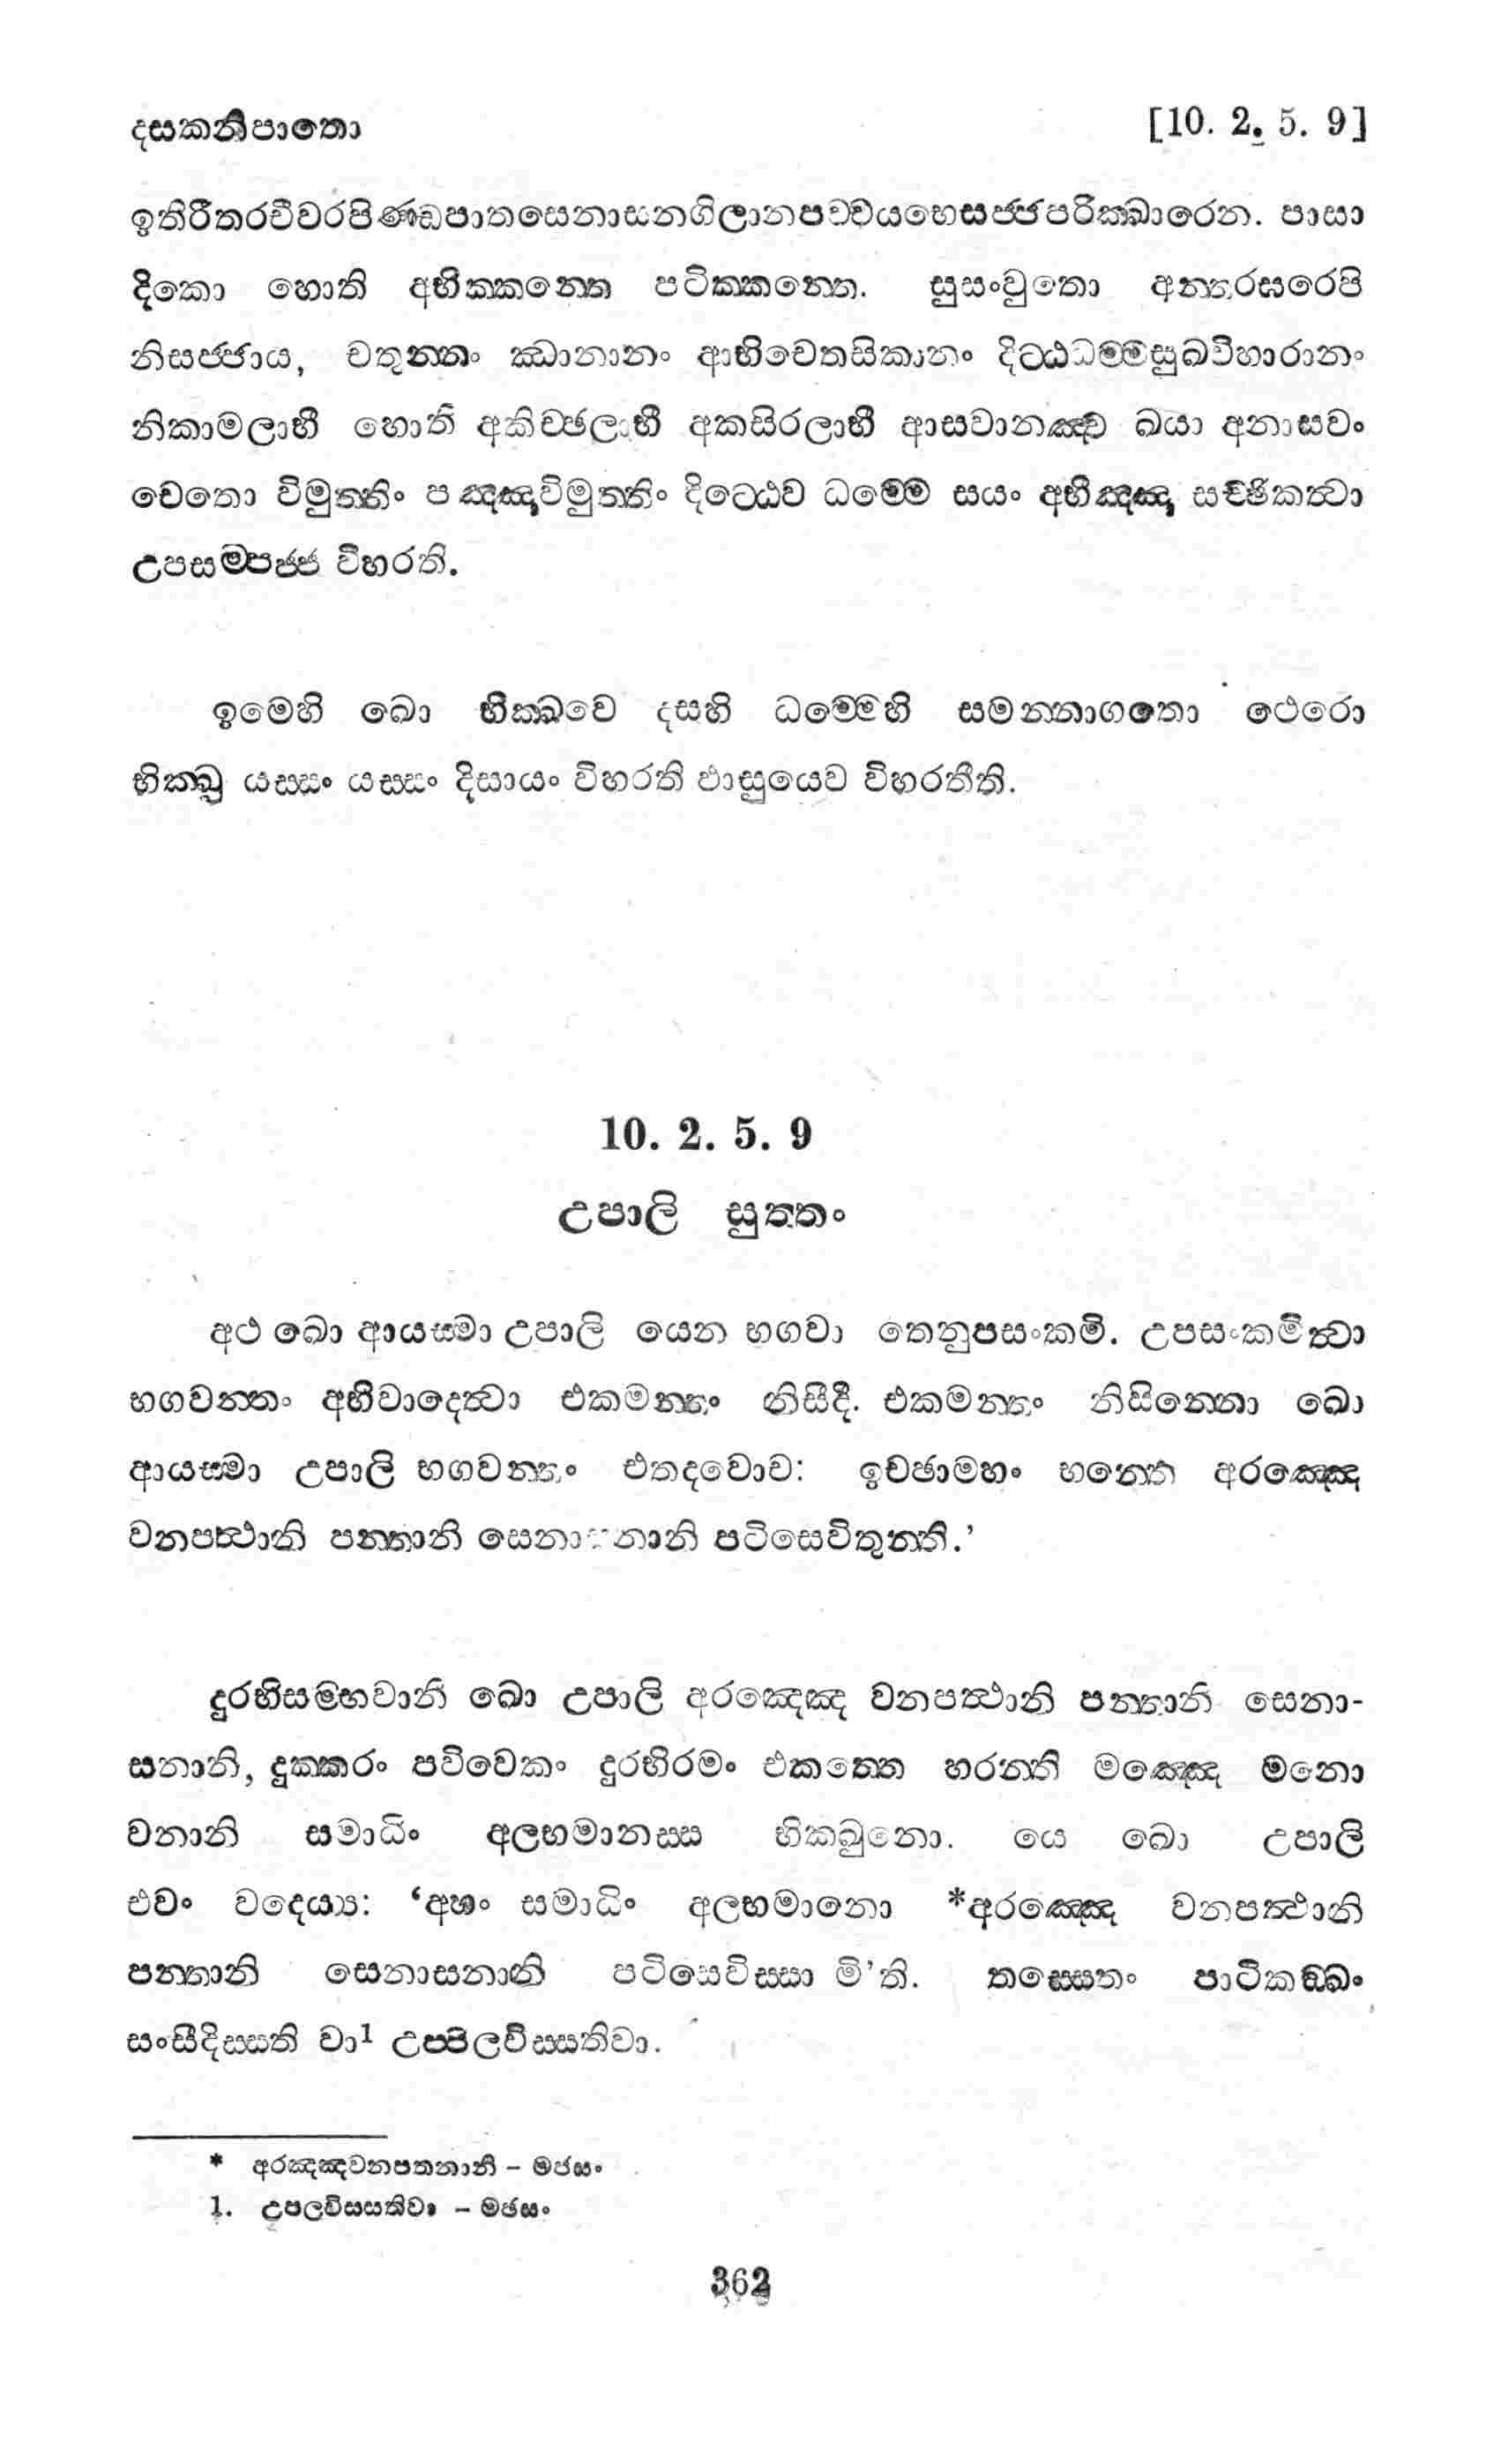 දසකනිපාතො [10. 2. 5. 9]
ඉතිරීතරචීවරපිණ්ඩපාතසෙනාසනගිලානපච්චයභෙසජ්ජපරික්ඛාරෙන. පාසා
දිකො හොති අභික්කන්තෙ පටික්කන්තෙ. සුසංවුතො අන්තරඝරෙපි
නිසජ්ජාය, චතුන්නං ඣානානං ආභිචෙතසිකානං දිට්ඨධම්මසුඛවිහාරානං
නිකාමලාභී හොති අකිච්ඡලාභී අකසිරලාභී ආසවානඤ්ච ඛයා අනාසවං
චෙතො විමුත්තිං පඤ්ඤාවිමුත්තිං දිට්ඨෙව ධම්මෙ සයං අභිඤ්ඤා සච්ඡිකත්වා
උපසම්පජ්ජ විහරති.
ඉමෙහි ඛො භික්ඛවෙ දසහි ධම්මෙහි සමන්නාගතො ථෙරො
භික්ඛු යස්සං යස්සං දිසායං විහරති ඵාසුයෙව විහරතීති.
10. 2. 5. 9
උපාලි සුත්තං
අථ ඛො ආයස්මා උපාලි යෙන භගවා තෙනුපසංකමි. උපසංකමිත්වා
භගවන්තං අභිවාදෙත්වා එකමන්තං නිසීදි. එකමන්තං නිසින්නො ඛො
ආයස්මා උපාලි භගවන්තං එතදවොච: ඉච්ඡාමහං භන්තෙ අරඤ්ඤෙ
වනපත්ථානි පන්තානි සෙනාසනානි පටිසෙවිතුන්ති.’
දුරභිසම්භවානි ඛො උපාලි අරඤ්ඤෙ වනපත්ථානි පන්තානි සෙනා-
සනානි, දුක්කරං පවිවෙකං දුරභිරමං එකත්තෙ හරන්ති මඤ්ඤෙ මනො
වනානි සමාධිං අලභමානස්ස භික්ඛුනො. යෙ ඛො උපාලි
එවං වදෙය්‍ය: ‘අහං සමාධිං අලභමානො *අරඤ්ඤෙ වනපත්ථානි
පන්තානි සෙනාසනානි පටිසෙවිස්සා මි’ති. තස්සෙතං පාටිකඞ්ඛං
සංසීදිස්සති වා1 උප්පිලවිස්සතිවා.
* අරඤ්ඤවනපතනානි – මජසං
1. උපලවිස්සතිවා – මජසං
362